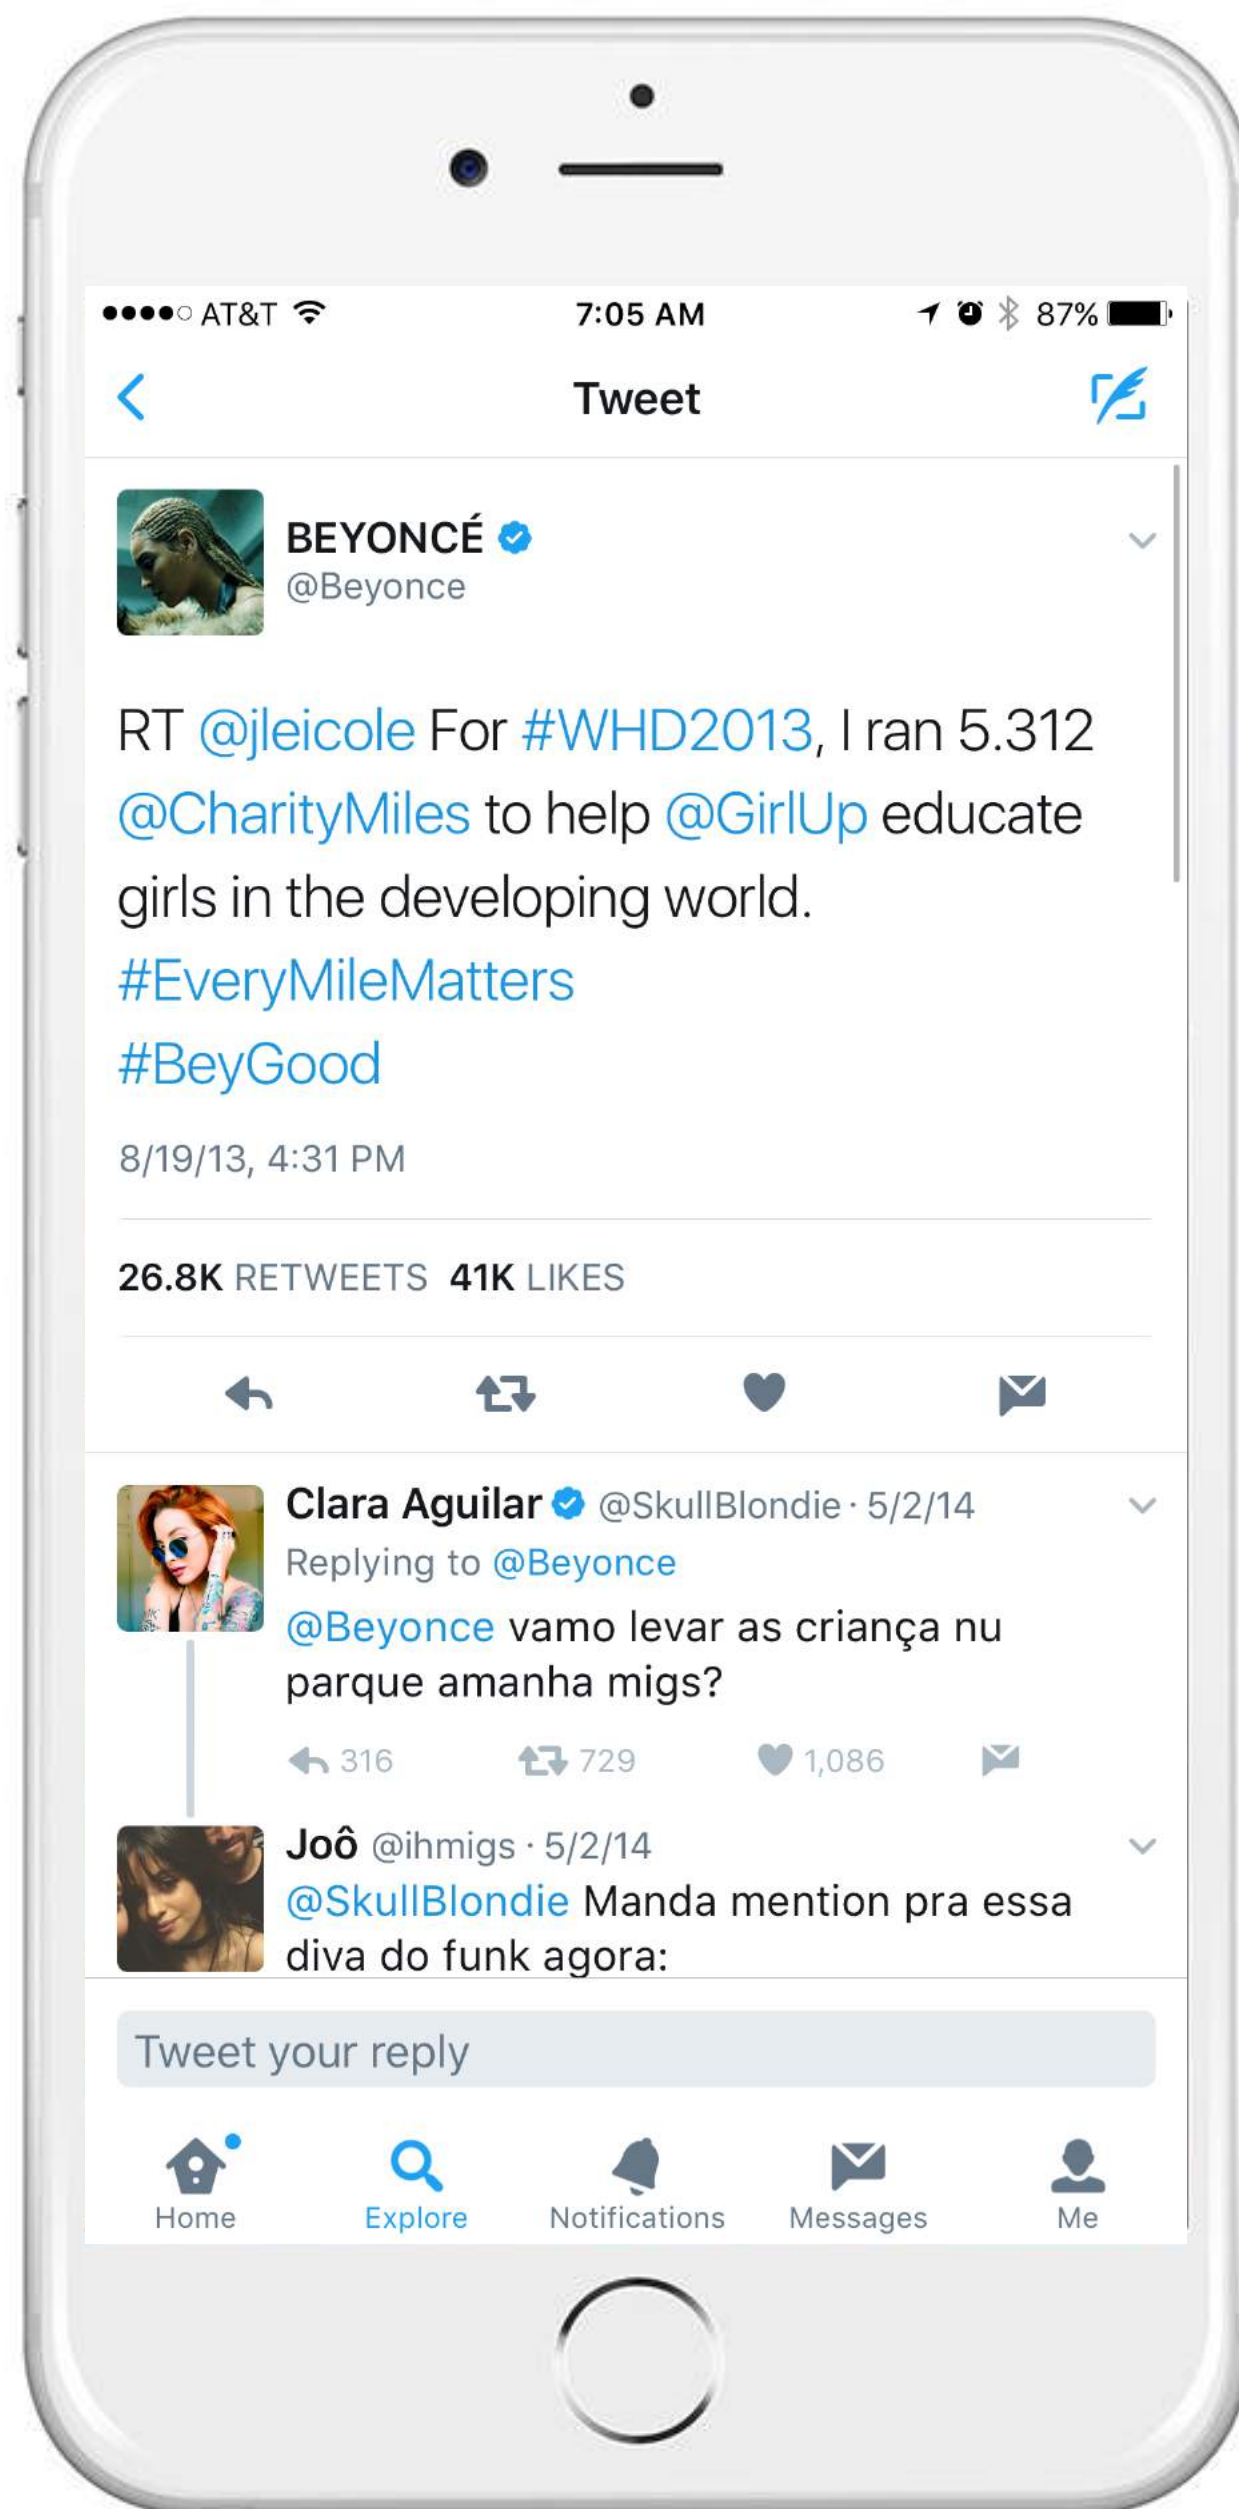 AT&T 7:05 AM 87%
Tweet
BEYONCÉ
@Beyonce
RT @jleicole For #WHD2013, I ran 5.312
@CharityMiles to help @GirlUp educate
girls in the developing world.
#EveryMileMatters
#BeyGood
8/19/13, 4:31 PM
26.8K RETWEETS 41K LIKES
Clara Aguilar @SkullBlondie · 5/2/14
Replying to @Beyonce
@Beyonce vamo levar as criança nu
parque amanha migs?
316 729 1,086
Joô @ihmigs · 5/2/14
@SkullBlondie Manda mention pra essa
diva do funk agora:
Tweet your reply
Home Explore Notifications Messages Me